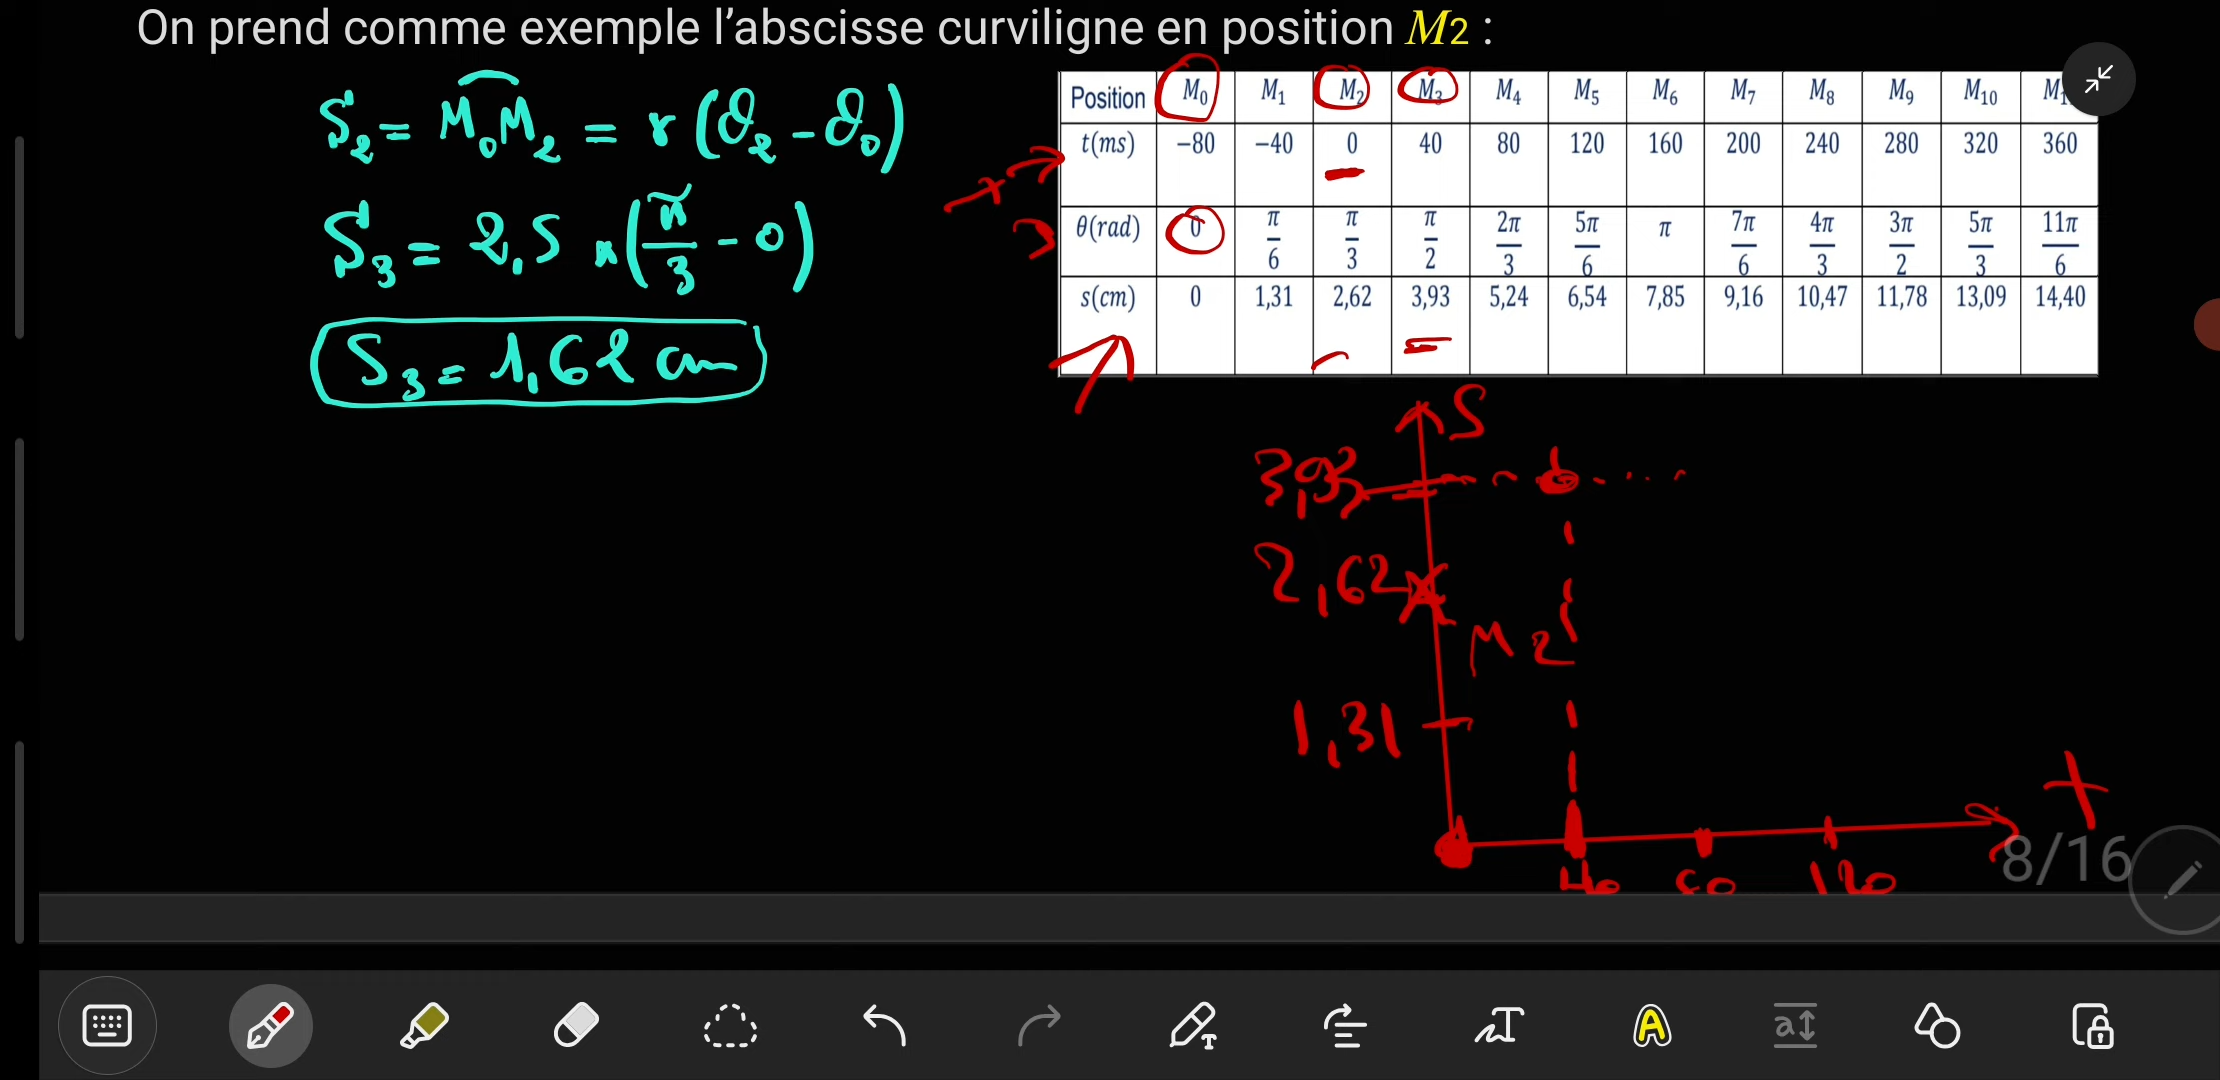 On prend comme exemple l’abscisse curviligne en position M2 :
S₂ = M₀M₂ = r (θ₂ - θ₀)
S₃ = 2,5 x (π/3 - 0)
S₃ = 1,62 cm
Position M₀ M₁ M₂ M₃ M₄ M₅ M₆ M₇ M₈ M₉ M₁₀
t(ms) −80 −40 0 40 80 120 160 200 240 280 320 360
θ(rad) 0 π/6 π/3 π/2 2π/3 5π/6 π 7π/6 4π/3 3π/2 5π/3 11π/6
s(cm) 0 1,31 2,62 3,93 5,24 6,54 7,85 9,16 10,47 11,78 13,09 14,40
S
3,93
2,62
M2
1,31
t
40 80 120
8/16